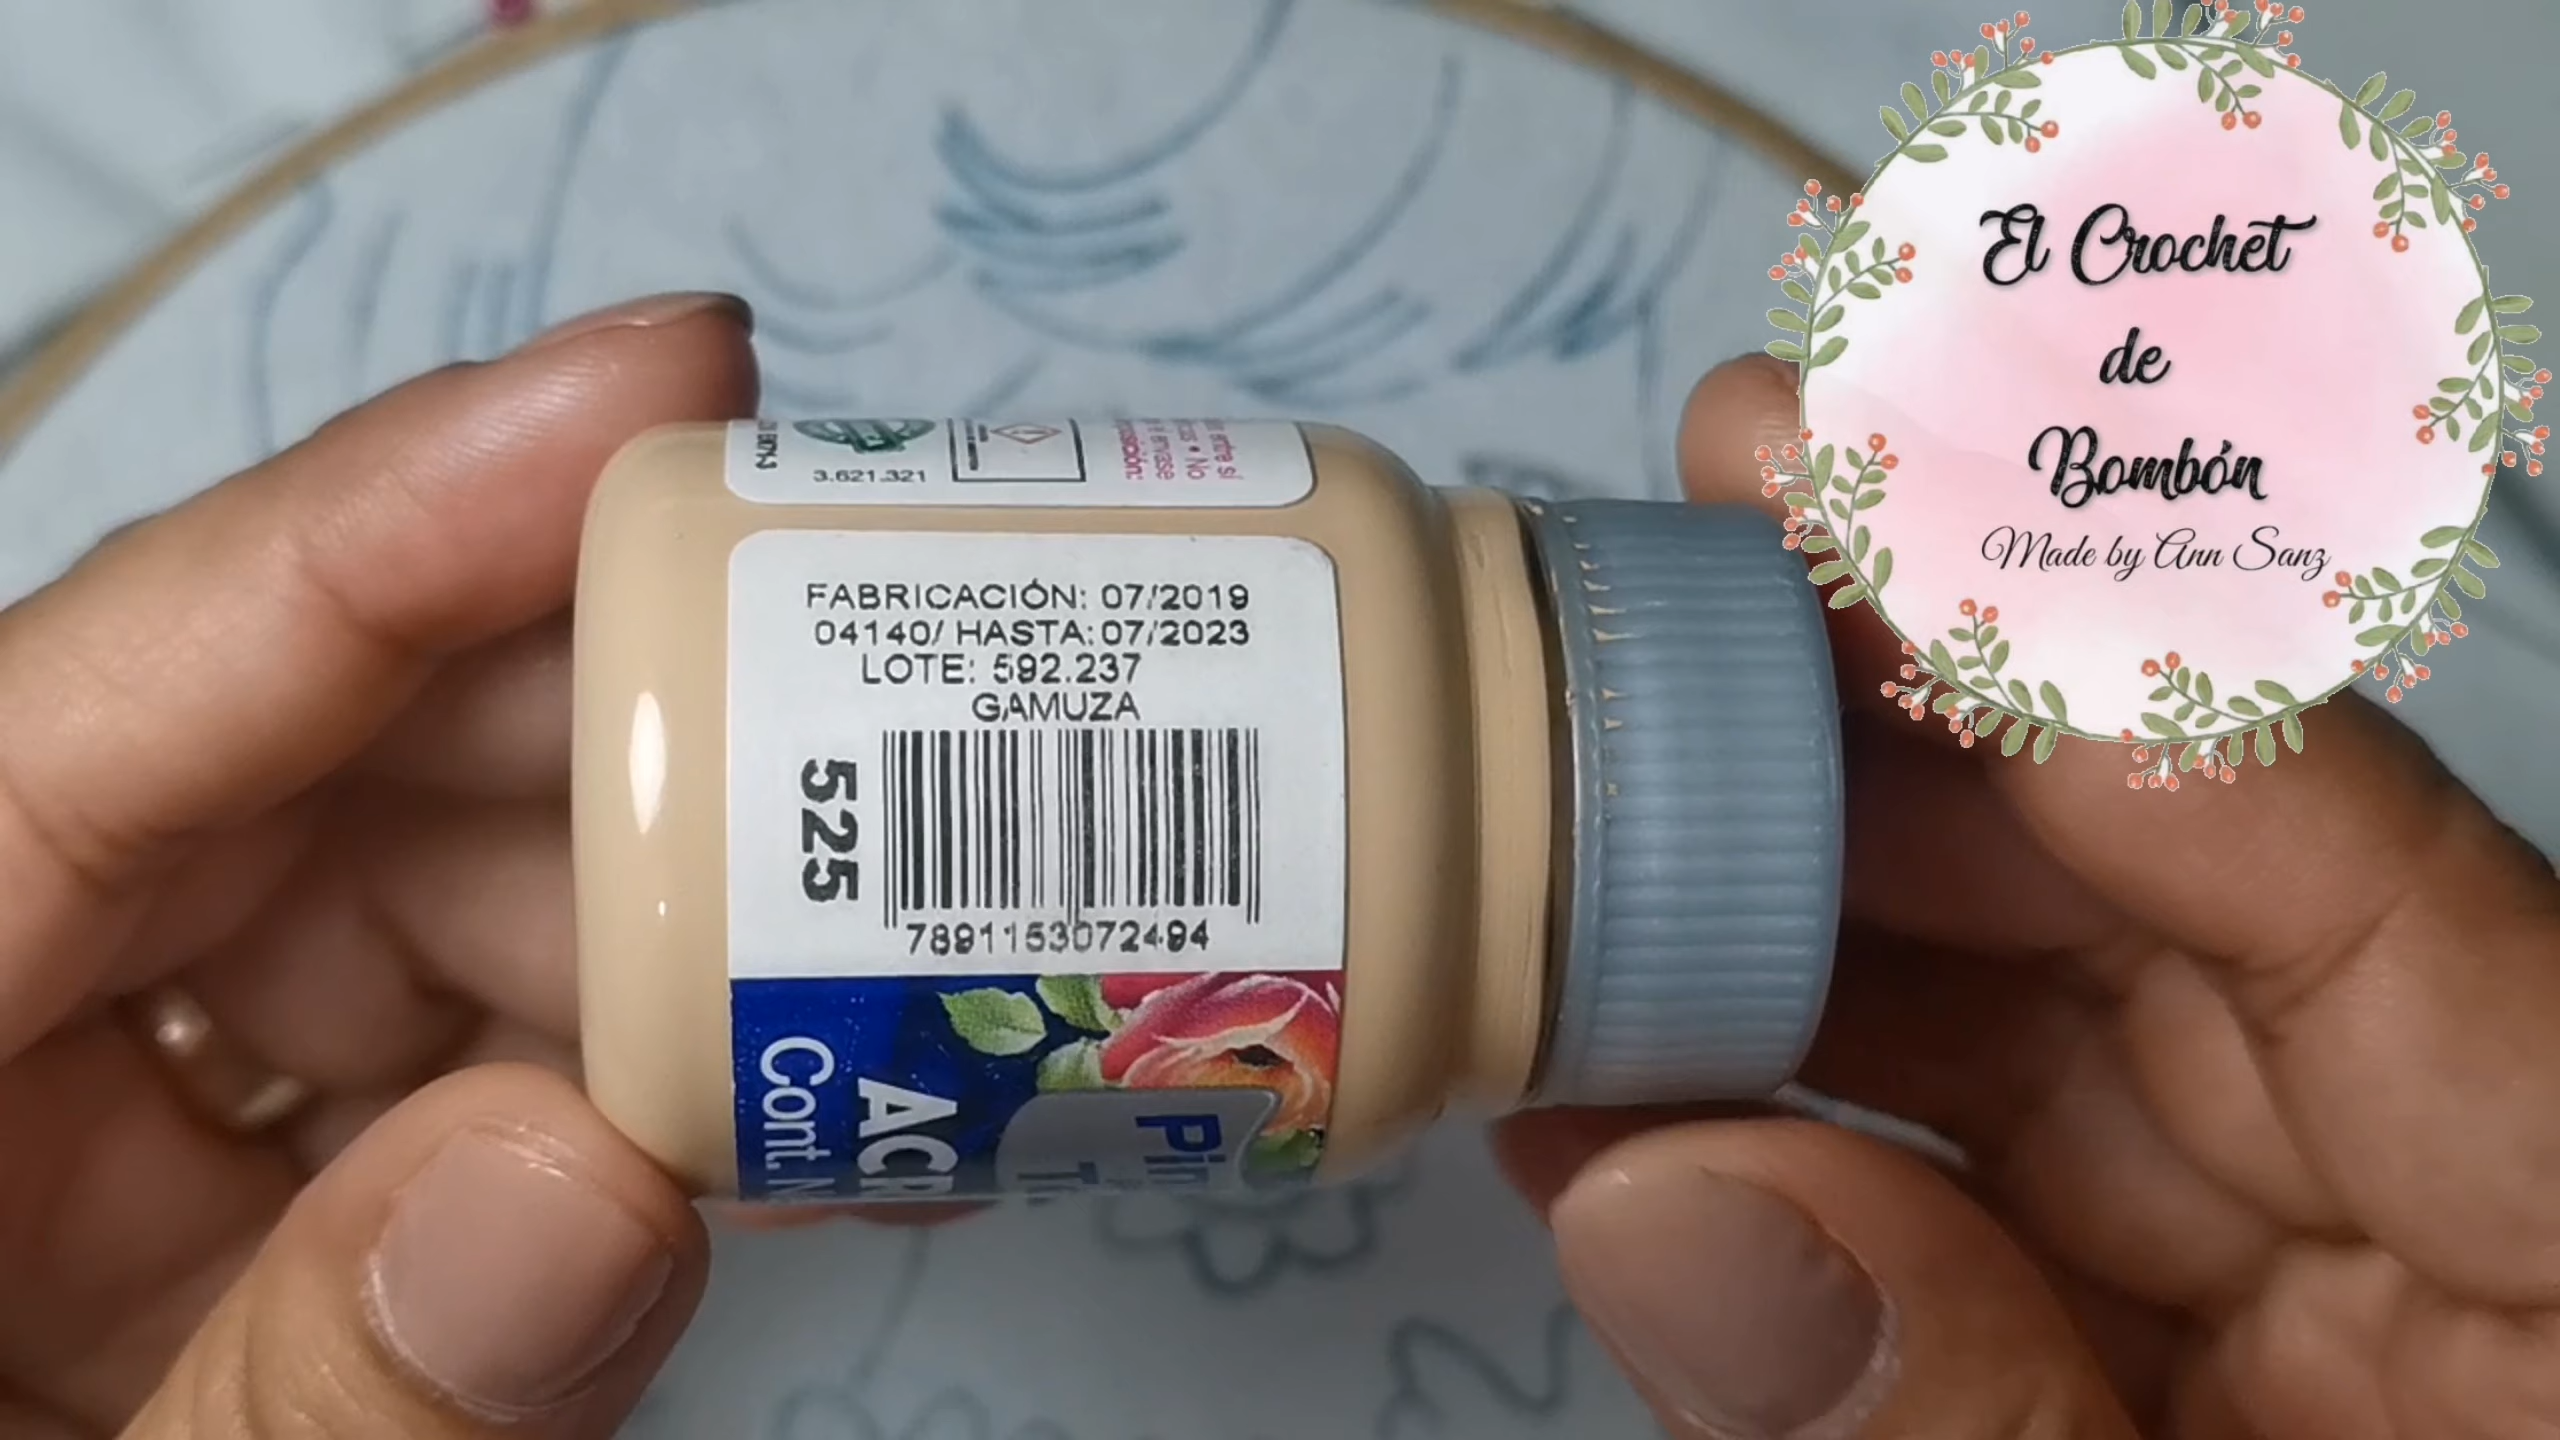 El Crochet
de
Bombón
Made by Ann Sanz
3.621.321
FABRICACIÓN: 07/2019
04140/ HASTA: 07/2023
LOTE: 592.237
GAMUZA
525
7891153072494
Cont.